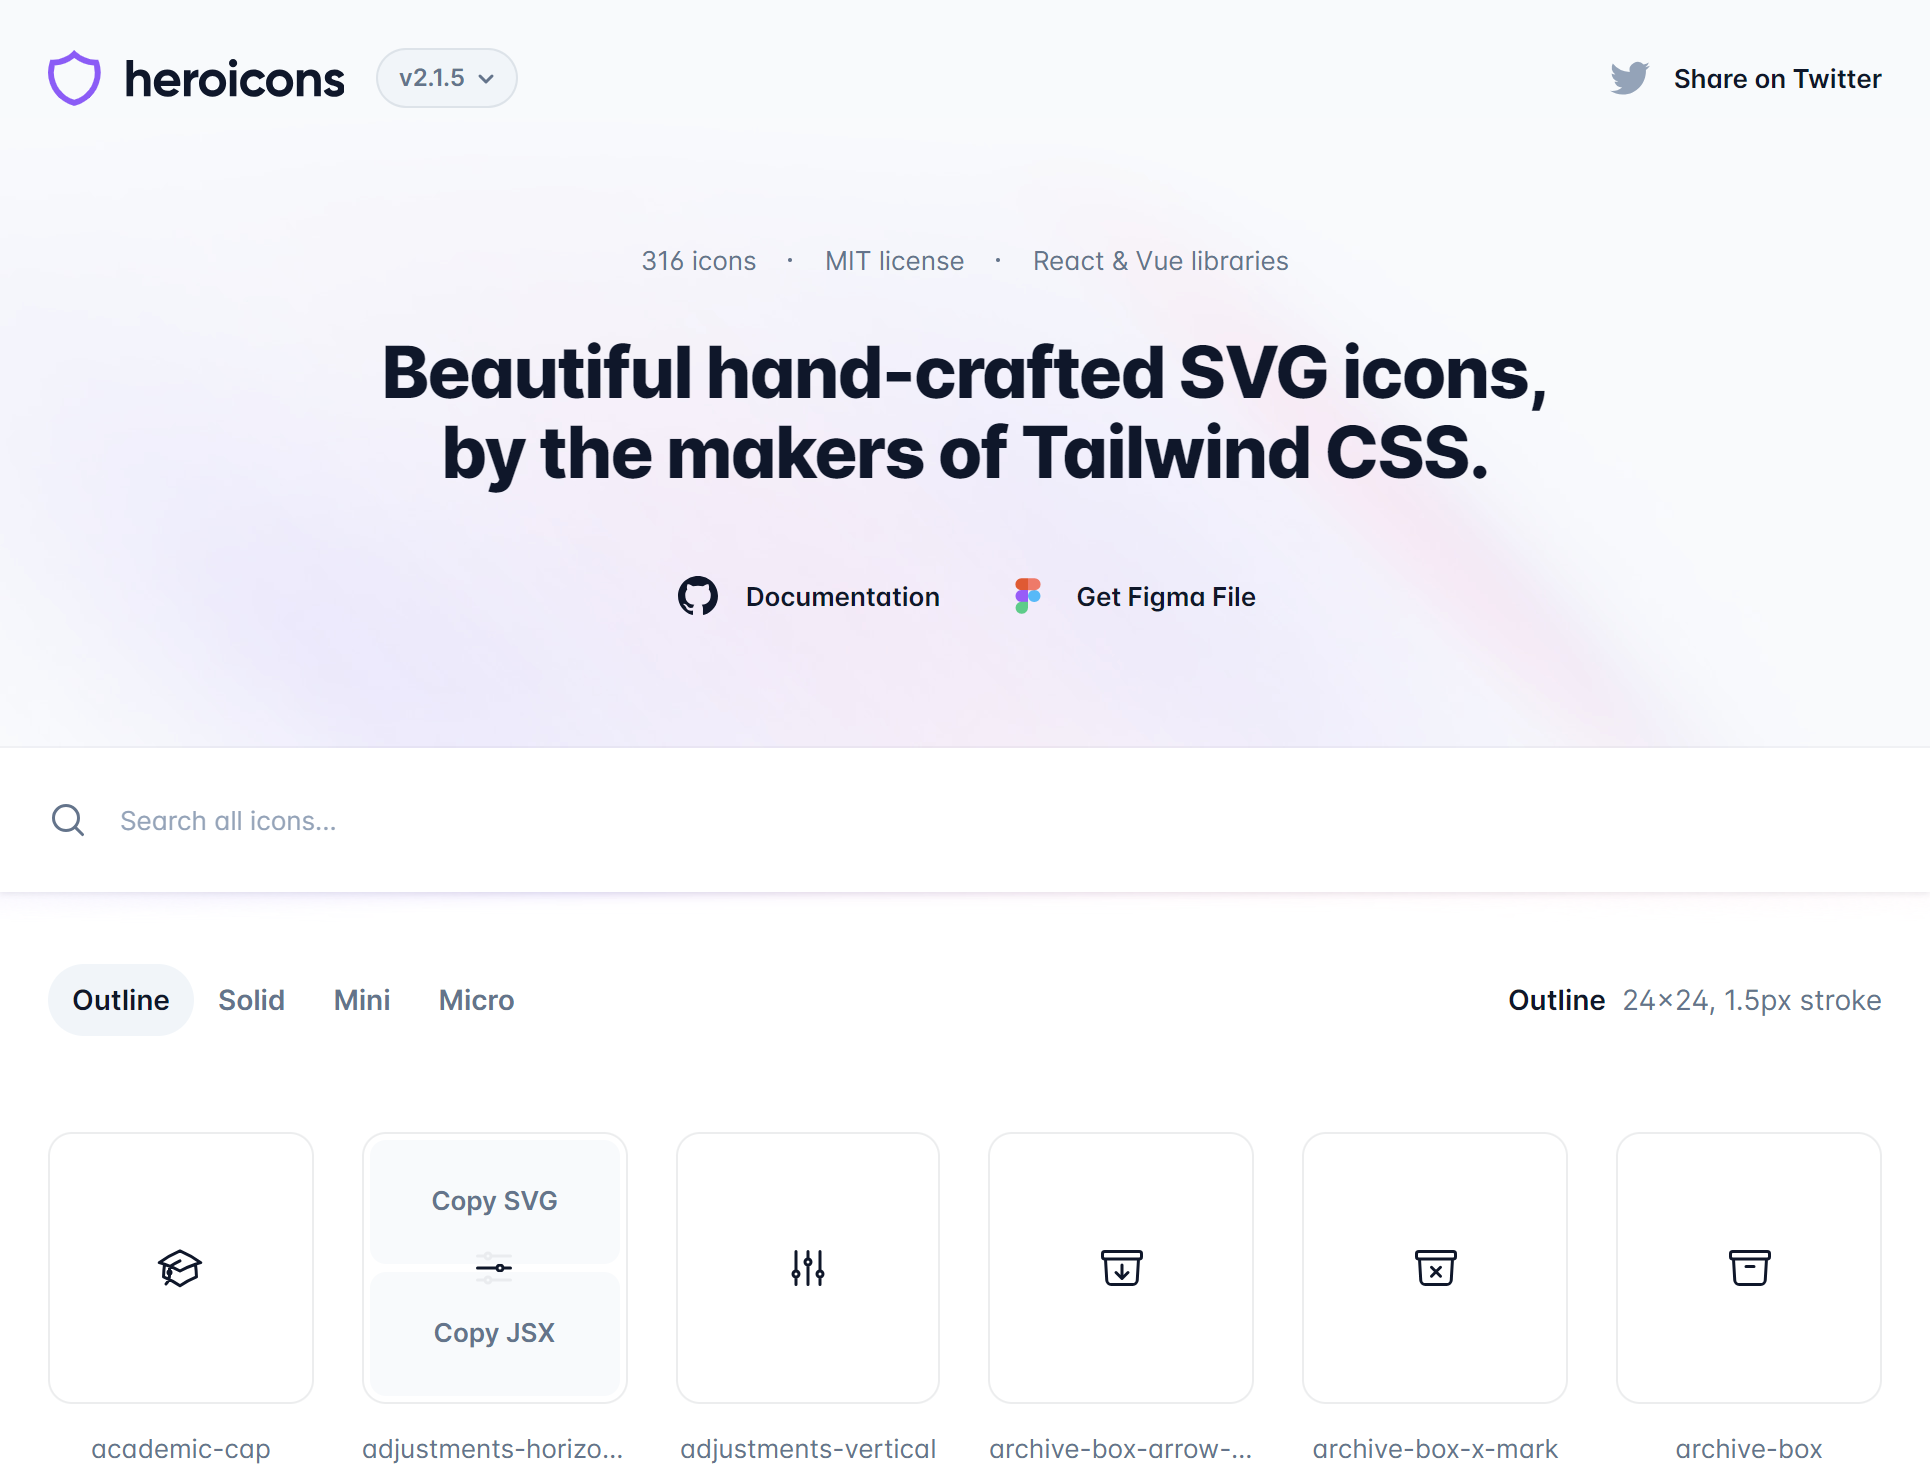 heroicons
v2.1.5
Share on Twitter
316 icons · MIT license · React & Vue libraries
Beautiful hand-crafted SVG icons,
by the makers of Tailwind CSS.
Documentation
Get Figma File
Search all icons...
Outline
Solid
Mini
Micro
Outline 24×24, 1.5px stroke
Copy SVG
Copy JSX
academic-cap
adjustments-horizo...
adjustments-vertical
archive-box-arrow-...
archive-box-x-mark
archive-box